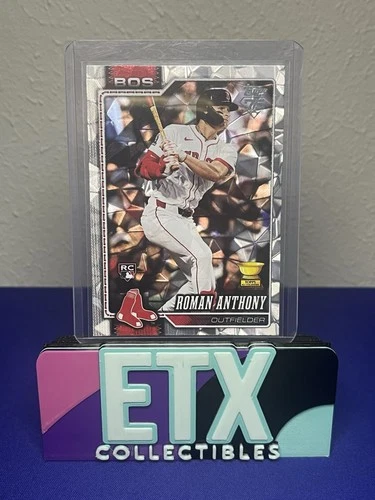 BOS
RC
ROMAN ANTHONY
OUTFIELDER
ETX
COLLECTIBLES